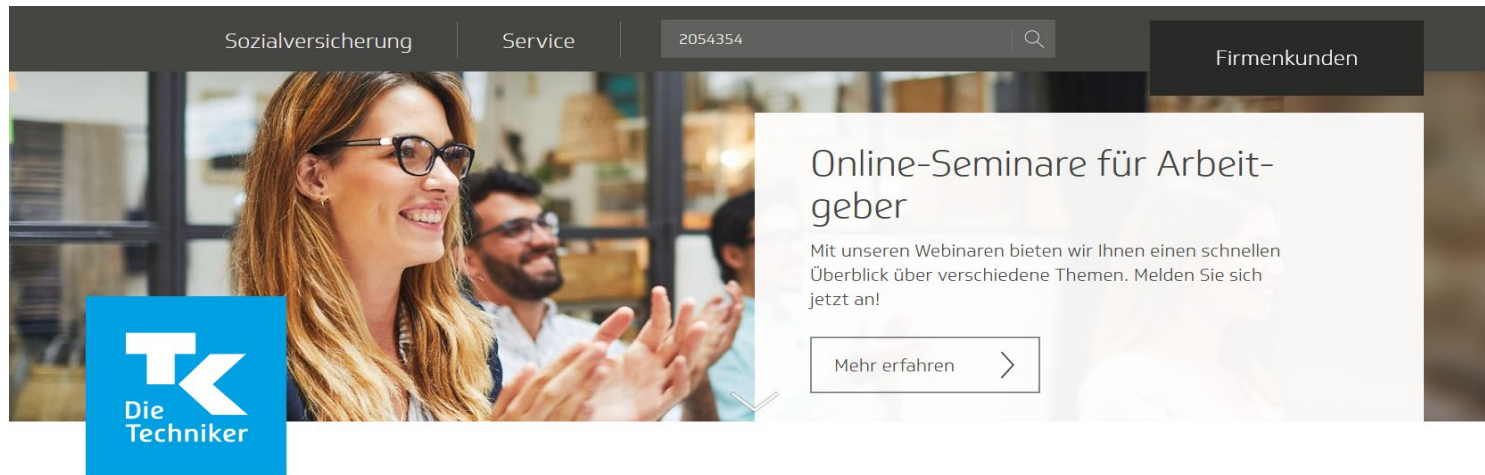 Sozialversicherung
Service
2054354
Firmenkunden
Online-Seminare für Arbeit-
geber
Mit unseren Webinaren bieten wir Ihnen einen schnellen
Überblick über verschiedene Themen. Melden Sie sich
jetzt an!
Mehr erfahren
TK
Die
Techniker